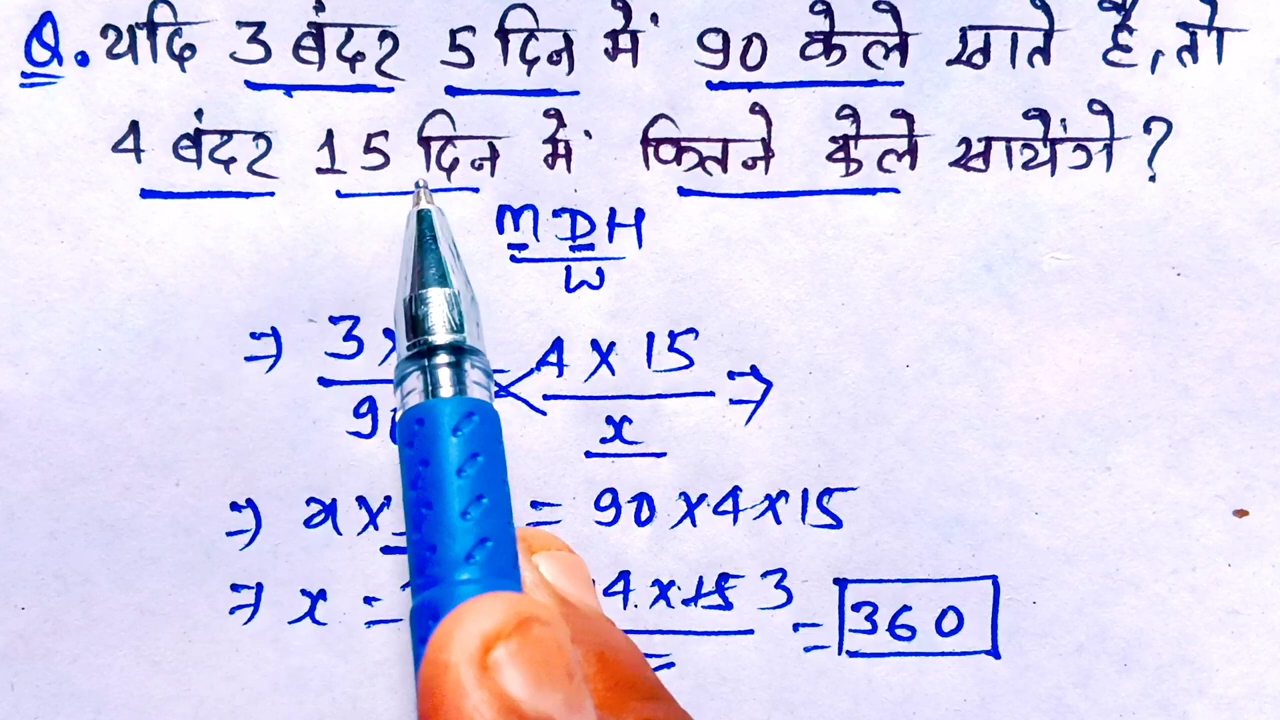 Q. यदि 3 बंदर 5 दिन में 90 केले खाते है, तो
4 बंदर 15 दिन में कितने केले खायेंगे ?
M D H
W
⇒ 3 x = 4 x 15 ⇒
9 x
⇒ x x = 90 x 4 x 15
⇒ x = 4 x 15 3 = 360